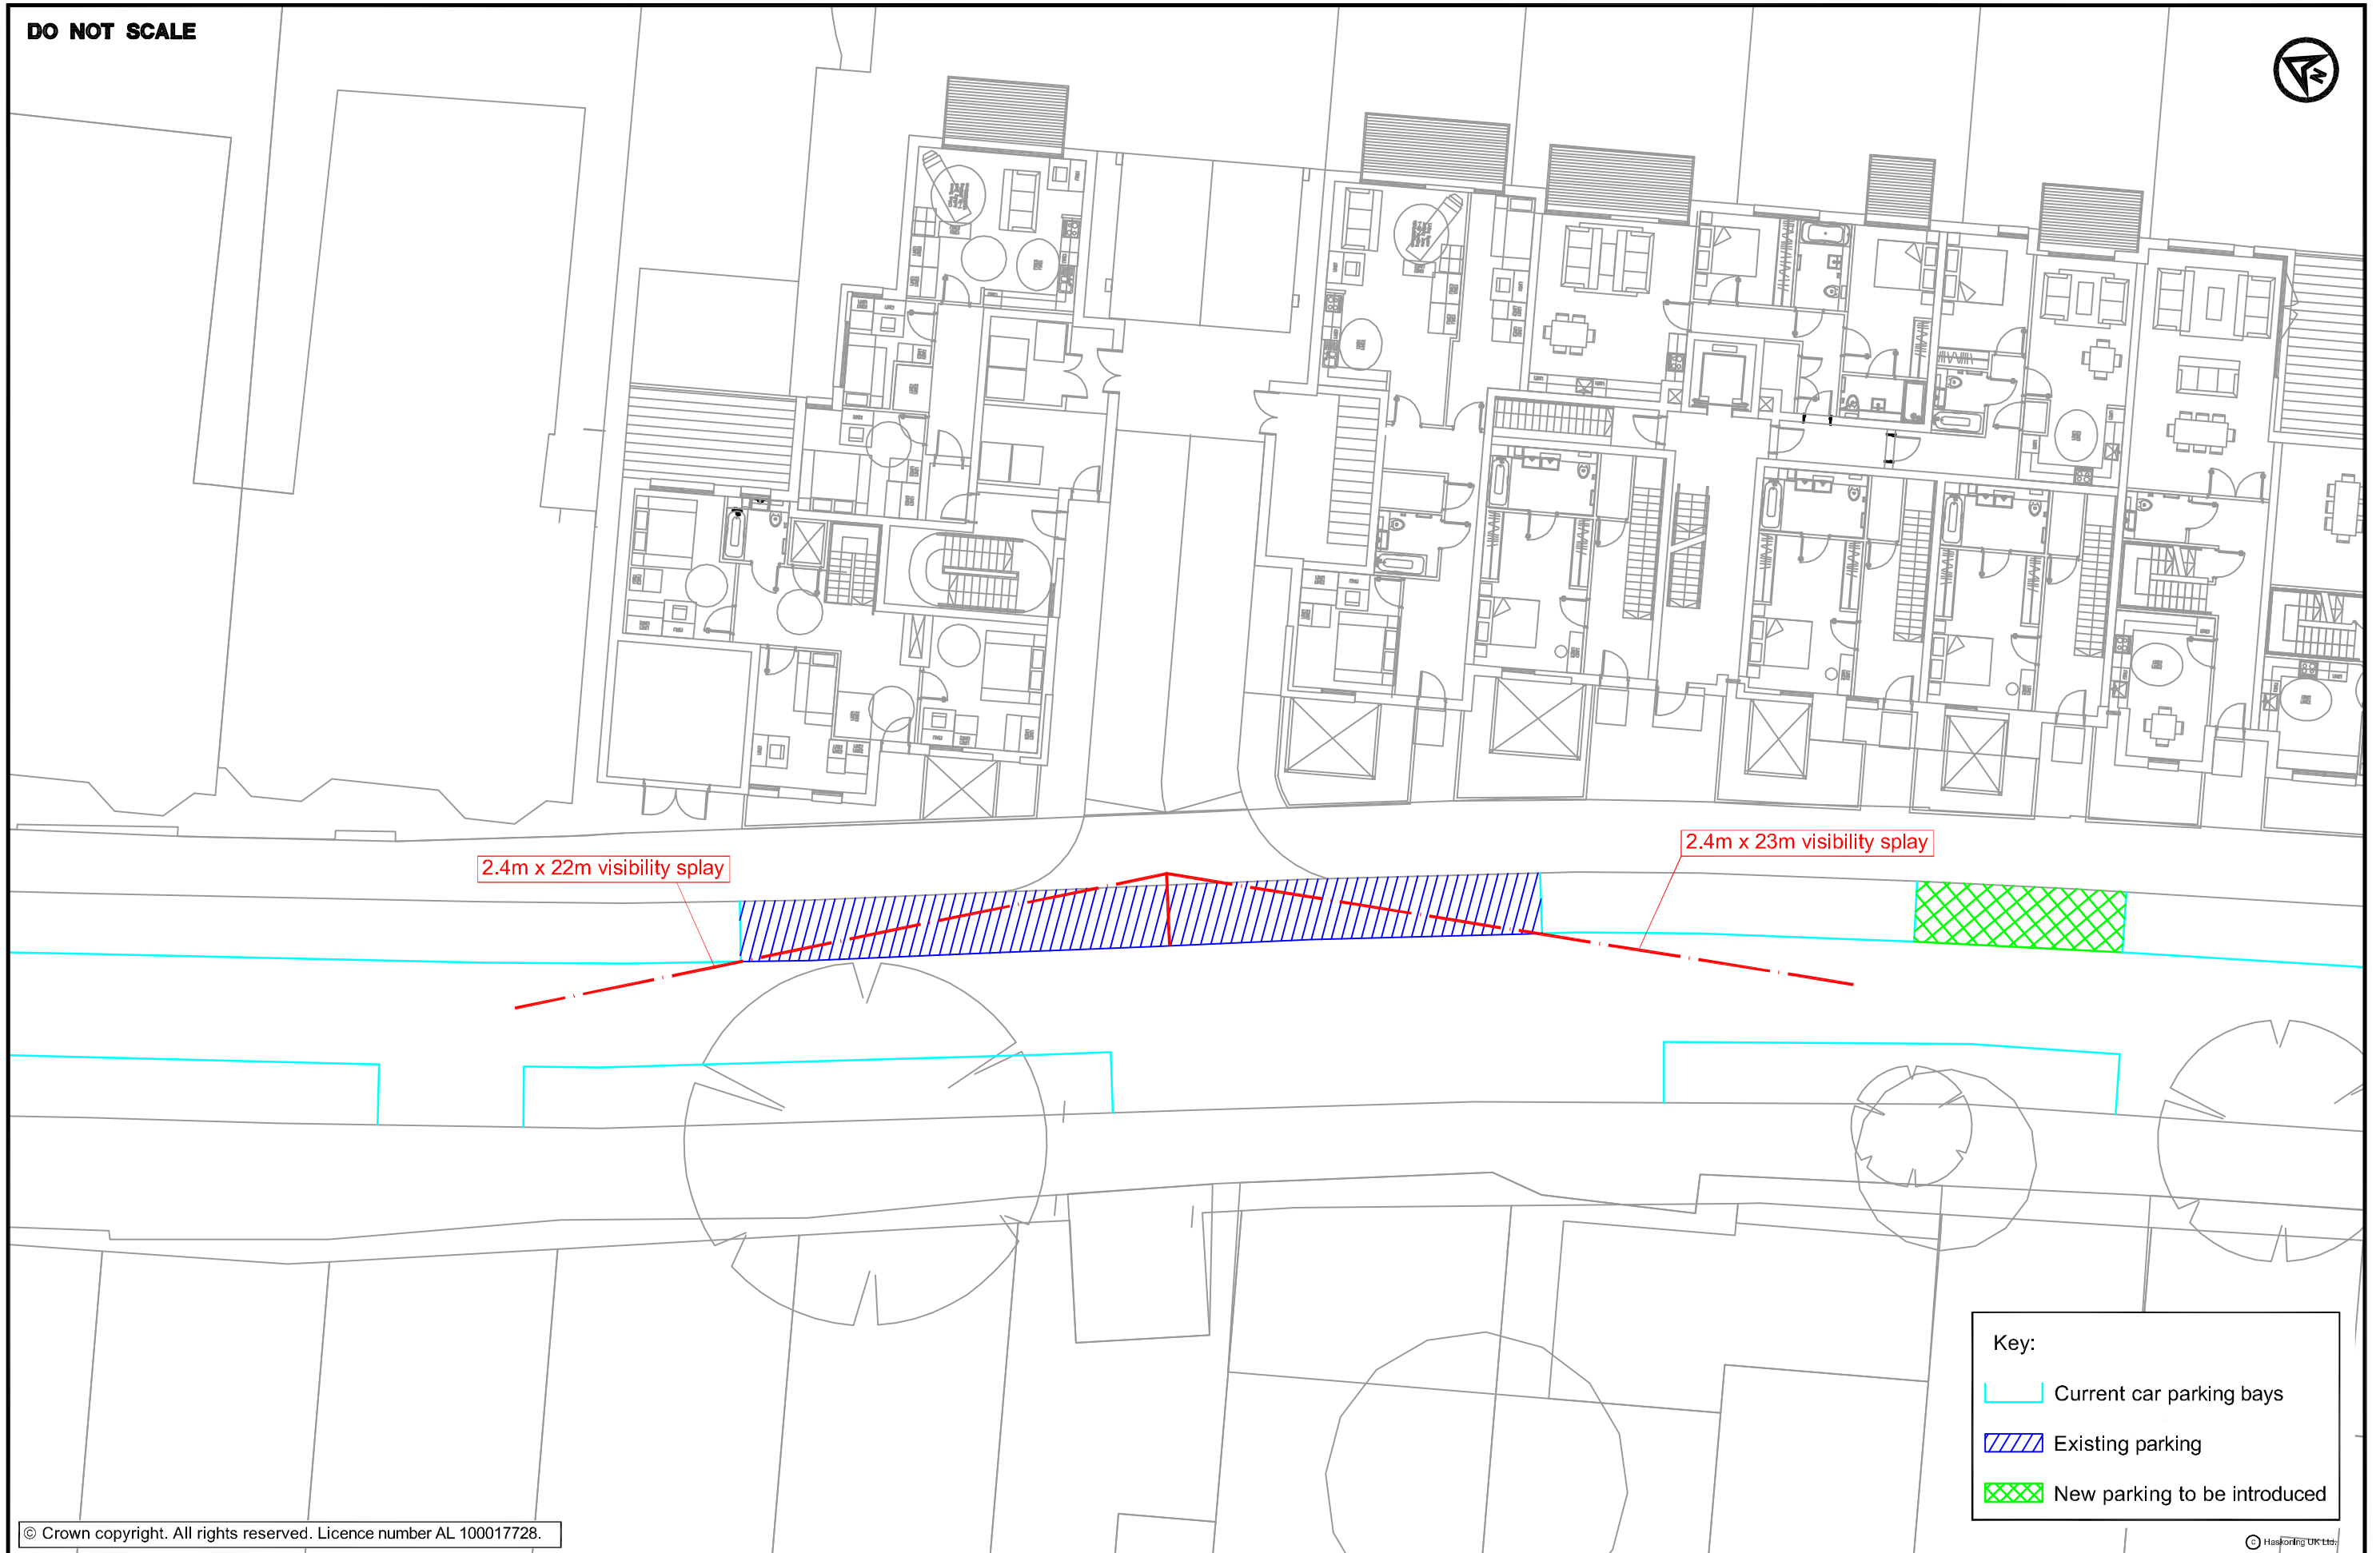 DO NOT SCALE
N
2.4m x 23m visibility splay
2.4m x 22m visibility splay
Key:
Current car parking bays
Existing parking
New parking to be introduced
© Crown copyright. All rights reserved. Licence number AL 100017728.
© Haskoning UK Ltd.